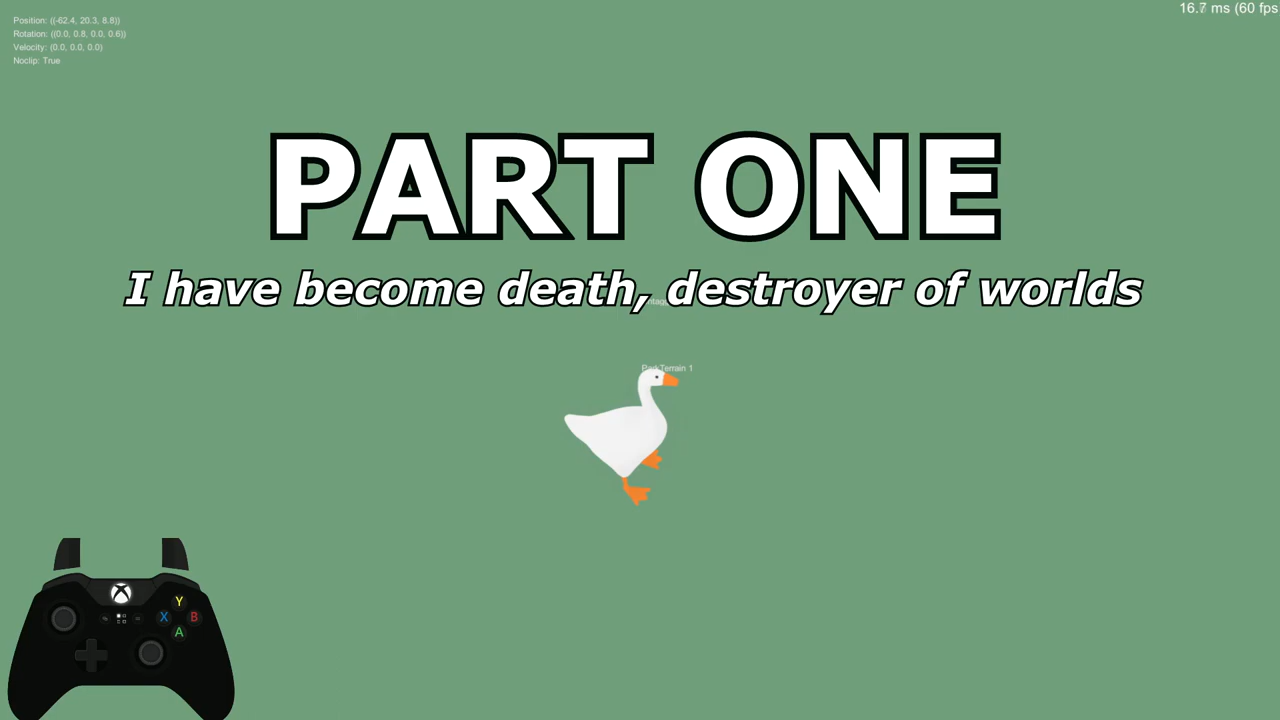 Position: ((-62.4, 20.3, 8.8))
16.7 ms (60 fps
Rotation: ((0.0, 0.8, 0.0, 0.6))
Velocity: (0.0, 0.0, 0.0)
Noclip: True
PART ONE
I have become death, destroyer of worlds
Terrain 1
Y
X B
A